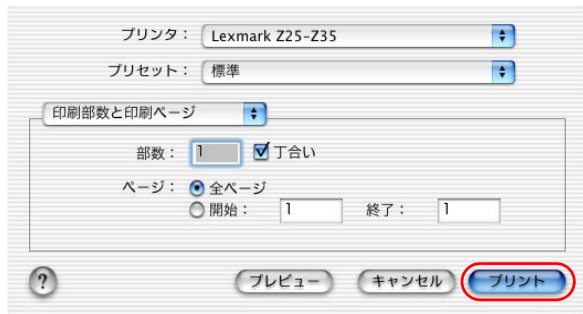 プリンタ： Lexmark Z25-Z35
プリセット： 標準
印刷部数と印刷ページ
部数： 1 丁合い
ページ： 全ページ
開始： 1 終了： 1
? プレビュー キャンセル プリント